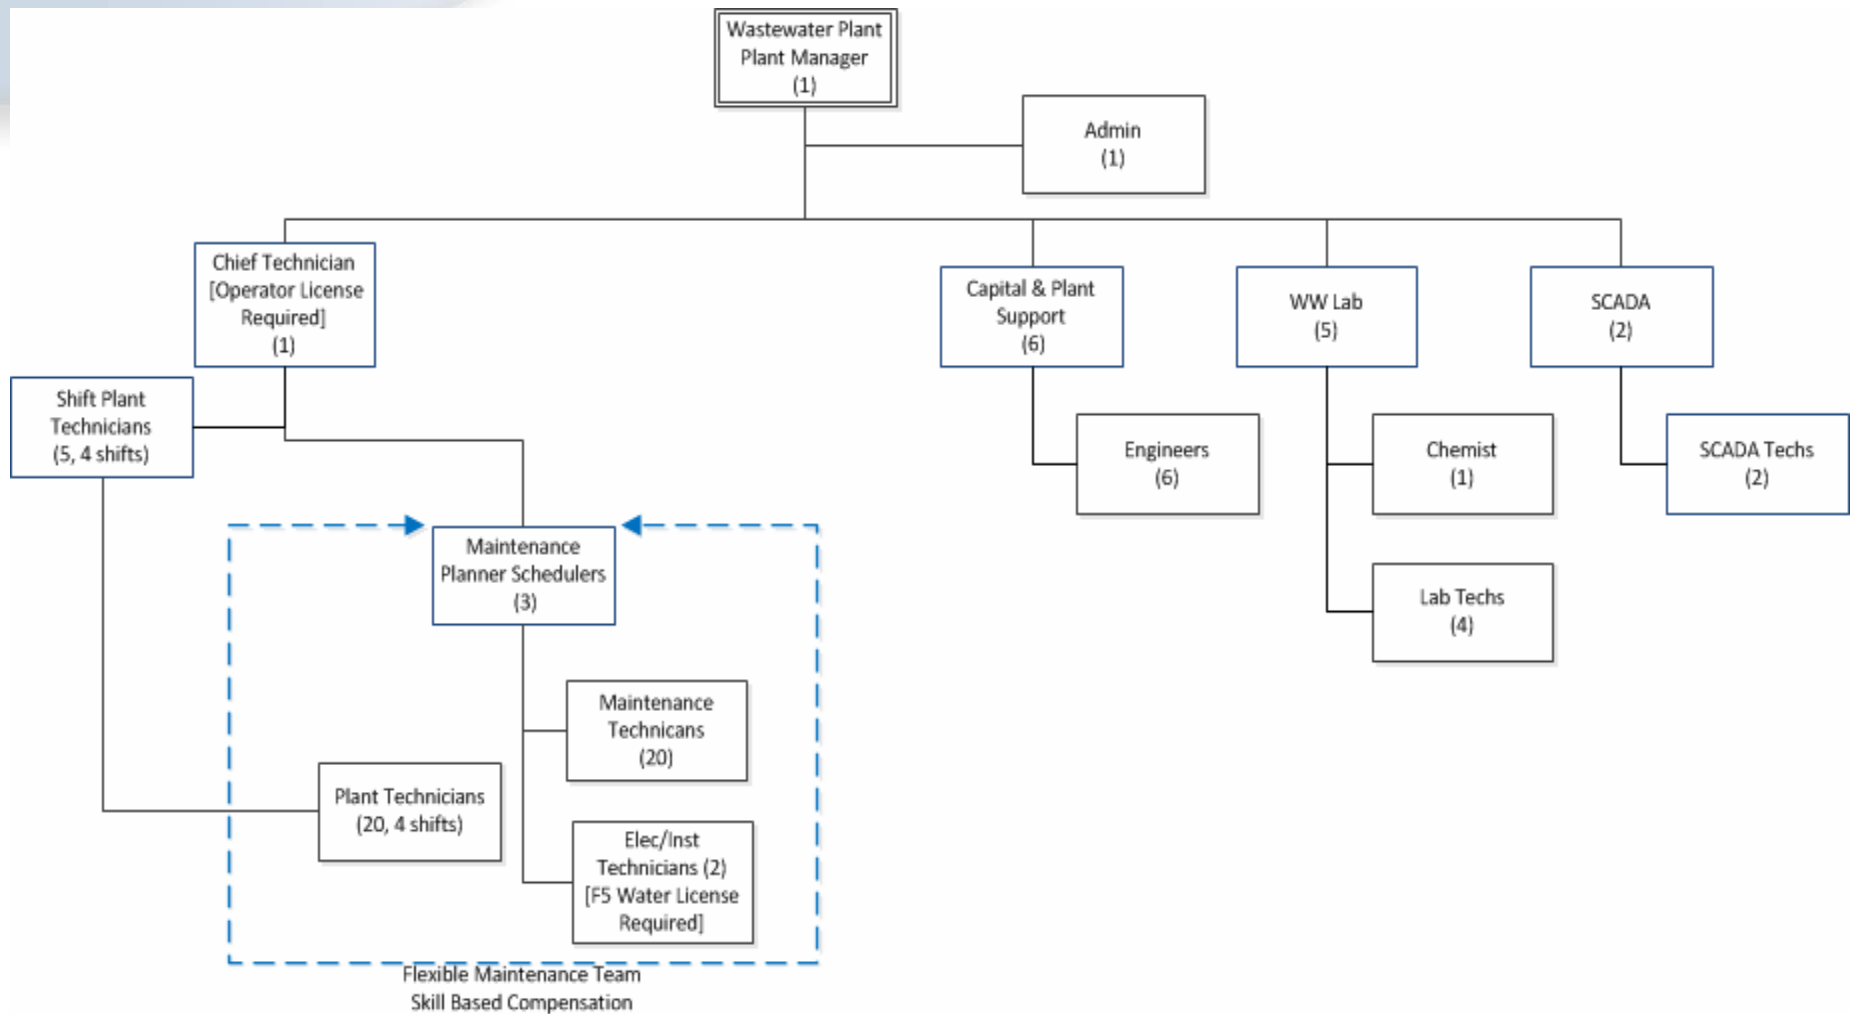 Wastewater Plant
Plant Manager
(1)
Admin
(1)
Chief Technician
[Operator License
Required]
(1)
Capital & Plant
Support
(6)
WW Lab
(5)
SCADA
(2)
Shift Plant
Technicians
(5, 4 shifts)
Engineers
(6)
Chemist
(1)
SCADA Techs
(2)
Maintenance
Planner Schedulers
(3)
Lab Techs
(4)
Maintenance
Technicans
(20)
Plant Technicians
(20, 4 shifts)
Elec/Inst
Technicians (2)
[F5 Water License
Required]
Flexible Maintenance Team
Skill Based Compensation